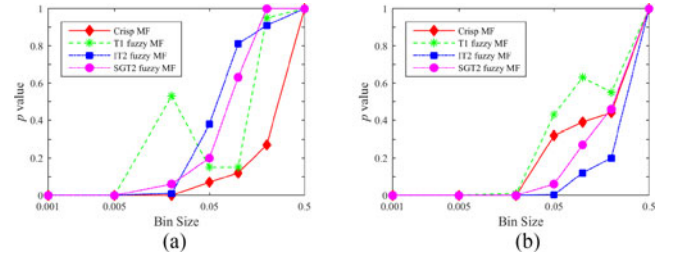 1
0.8
0.6
0.4
0.2
0
p value
0.001
0.005
0.05
0.5
Bin Size
Crisp MF
T1 fuzzy MF
IT2 fuzzy MF
SGT2 fuzzy MF
(a)
1
0.8
0.6
0.4
0.2
0
p value
0.001
0.005
0.05
0.5
Bin Size
Crisp MF
T1 fuzzy MF
IT2 fuzzy MF
SGT2 fuzzy MF
(b)